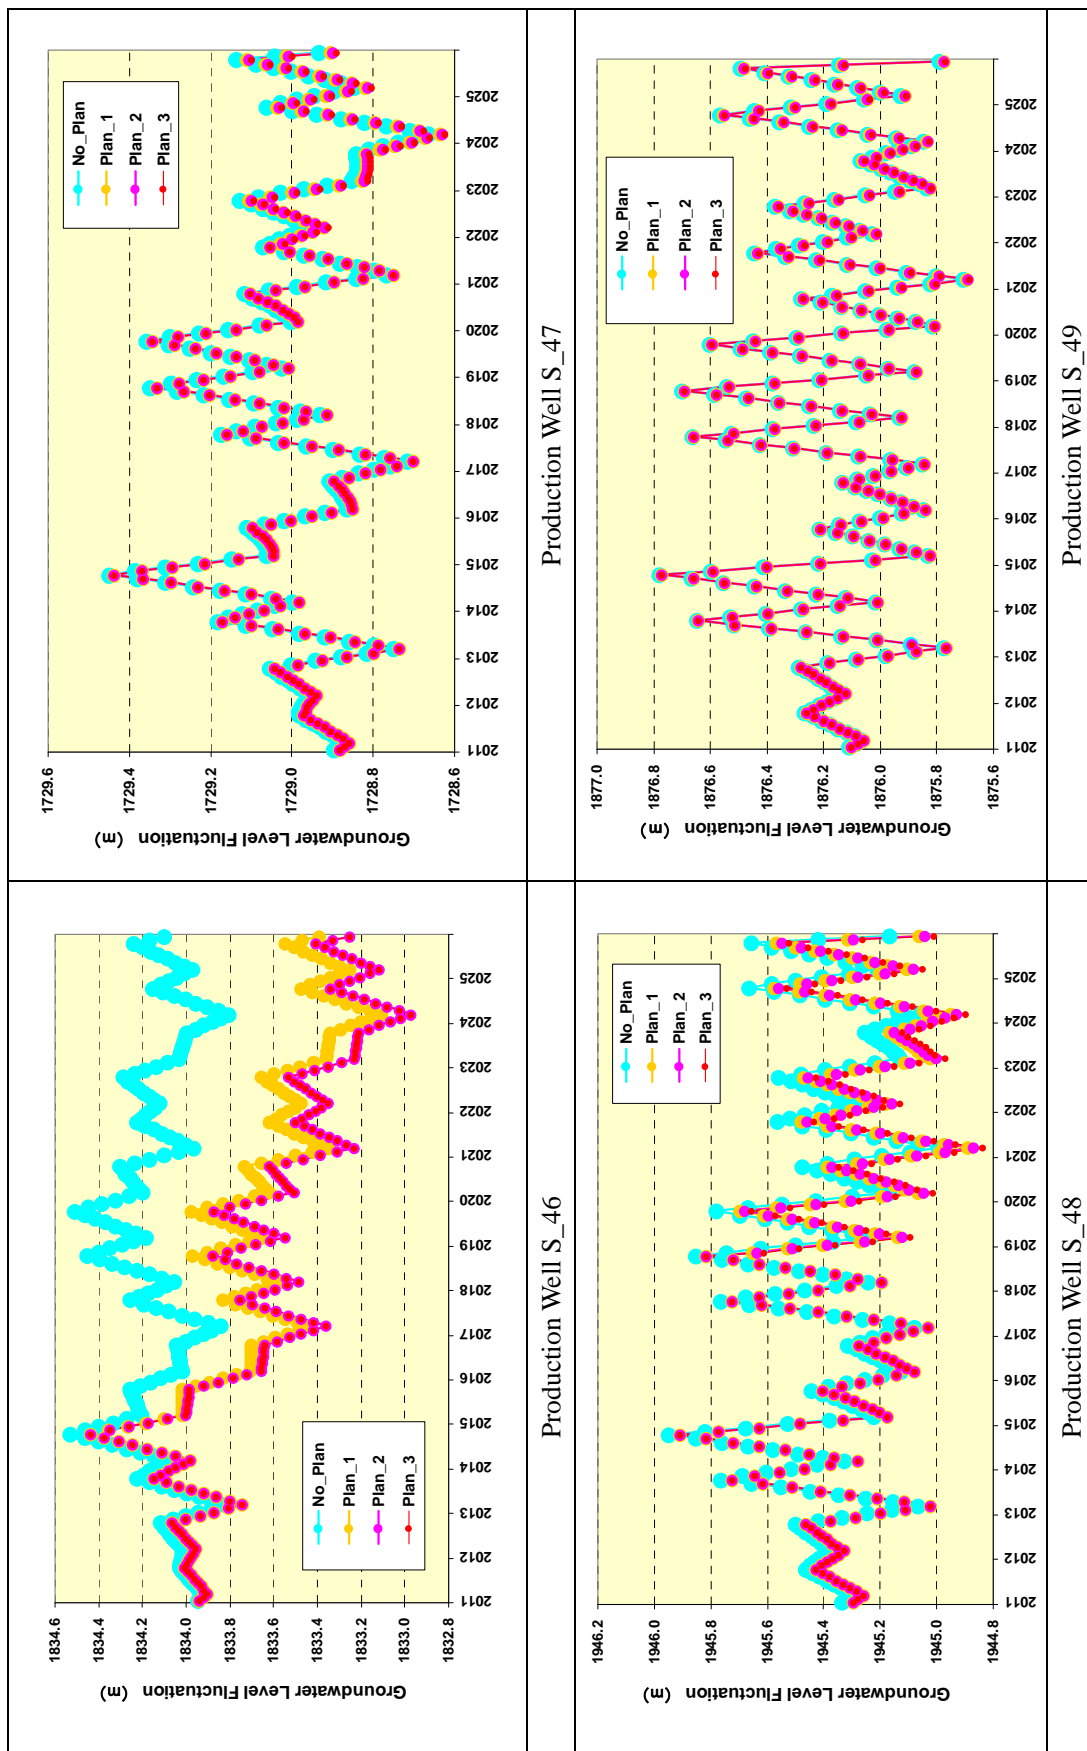 Groundwater Level Fluctuation
(m)
1834.6
1834.4
1834.2
1834.0
1833.8
1833.6
1833.4
1833.2
1833.0
1832.8
No_Plan
Plan_1
Plan_2
Plan_3
2011 2012 2013 2014 2015 2016 2017 2018 2019 2020 2021 2022 2023 2024 2025
Production Well S_46
Groundwater Level Fluctuation
(m)
1729.6
1729.4
1729.2
1729.0
1728.8
1728.6
No_Plan
Plan_1
Plan_2
Plan_3
2011 2012 2013 2014 2015 2016 2017 2018 2019 2020 2021 2022 2023 2024 2025
Production Well S_47
Groundwater Level Fluctuation
(m)
1946.2
1946.0
1945.8
1945.6
1945.4
1945.2
1945.0
1944.8
No_Plan
Plan_1
Plan_2
Plan_3
2011 2012 2013 2014 2015 2016 2017 2018 2019 2020 2021 2022 2023 2024 2025
Production Well S_48
Groundwater Level Fluctuation
(m)
1877.0
1876.8
1876.6
1876.4
1876.2
1876.0
1875.8
1875.6
No_Plan
Plan_1
Plan_2
Plan_3
2011 2012 2013 2014 2015 2016 2017 2018 2019 2020 2021 2022 2023 2024 2025
Production Well S_49